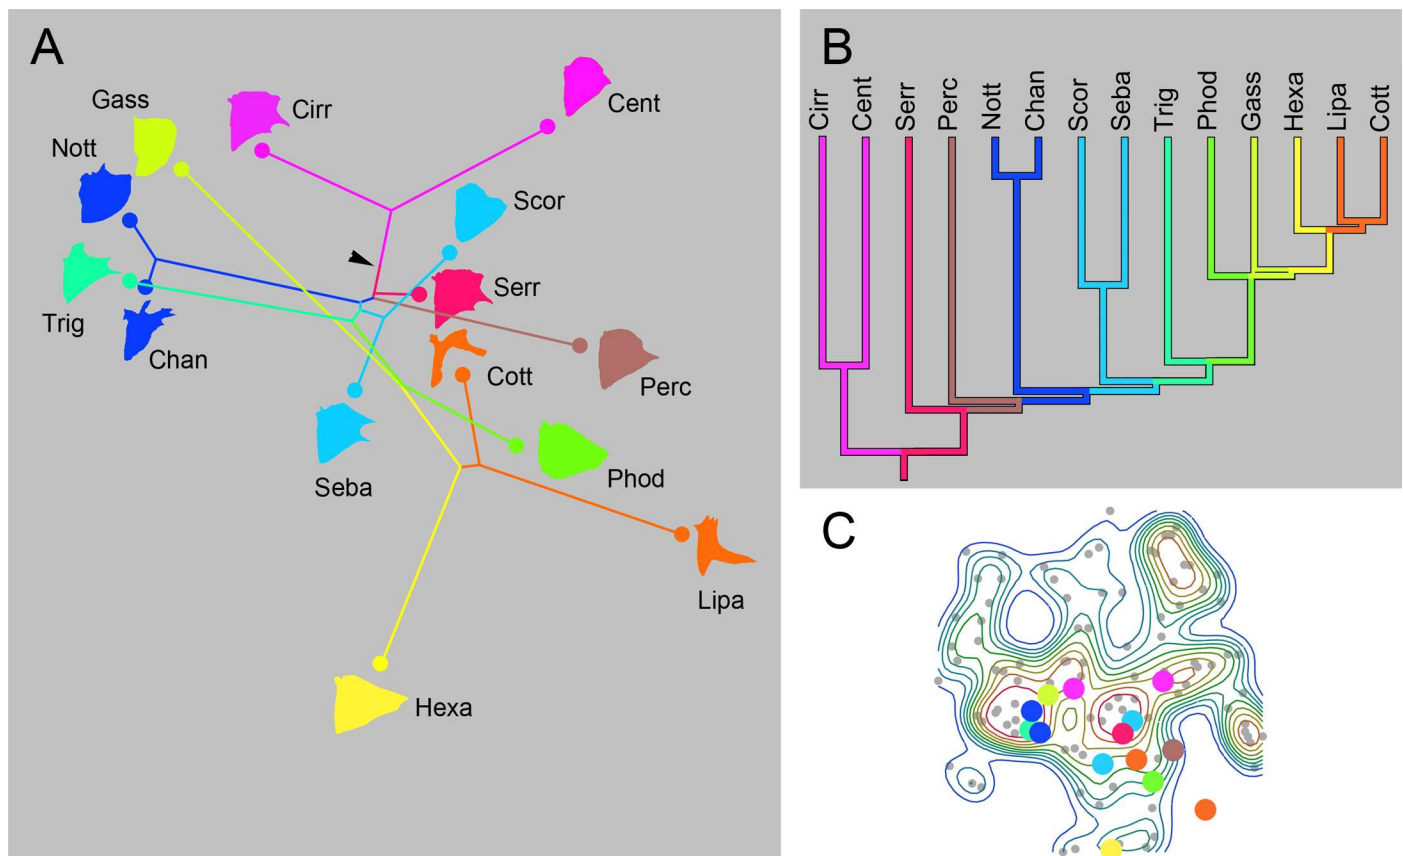 A
Gass
Cirr
Cent
Nott
Scor
Trig
Serr
Chan
Cott
Perc
Seba
Phod
Lipa
Hexa
B
Cirr
Cent
Serr
Perc
Nott
Chan
Scor
Seba
Trig
Phod
Gass
Hexa
Lipa
Cott
C